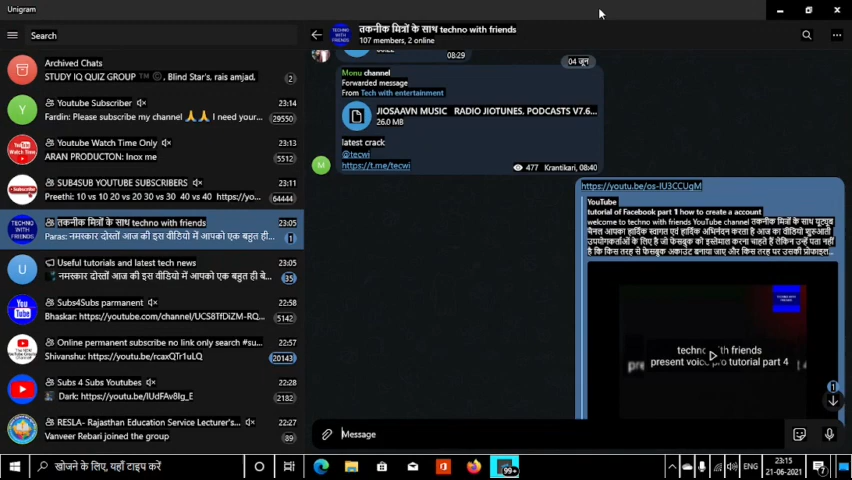 Unigram
Search
Archived Chats
STUDY IQ QUIZ GROUP ™️©️, Blind Star's, rais amjad,
2
Youtube Subscriber
23:14
Fardin: Please subscribe my channel 🙏🙏 I need your...
29550
Youtube Watch Time Only
23:13
ARAN PRODUCTON: Inox me
5512
SUB4SUB YOUTUBE SUBSCRIBERS
23:11
Preethi: 10 vs 10 20 vs 20 30 vs 30 40 vs 40 https://yo...
64444
तकनीक मित्रों के साथ techno with friends
23:05
Paras: नमस्कार दोस्तों आज की इस वीडियो में आपको एक बहुत ही...
1
Useful tutorials and latest tech news
23:05
नमस्कार दोस्तों आज की इस वीडियो में आपको एक बहुत ही बे...
35
Subs4Subs parmanent
22:58
Bhaskar: https://youtube.com/channel/UCS8TfDiZM-RQ...
5142
Online permanent subscribe no link only search #su...
22:57
Shivanshu: https://youtu.be/rcaxQTr1uLQ
20143
Subs 4 Subs Youtubes
22:28
Dark: https://youtu.be/IUdFAv8Ig_E
2182
RESLA- Rajasthan Education Service Lecturer's...
22:27
Vanveer Rebari joined the group
89
TECHNO WITH FRIENDS
तकनीक मित्रों के साथ techno with friends
107 members, 2 online
08:29
04 जून
Monu channel
Forwarded message
From Tech with entertainment
JIOSAAVN MUSIC RADIO JIOTUNES. PODCASTS V7.6...
26.0 MB
latest crack
@tecwi
https://t.me/tecwi
477 Krantikari, 08:40
https://youtu.be/os-IU3CCUgM
YouTube
tutorial of Facebook part 1 how to create a account
welcome to techno with friends YouTube channel तकनीक मित्रों के साथ यूट्यूब
चैनल आपका हार्दिक स्वागत एवं हार्दिक अभिनंदन करता है आज का वीडियो शुरुआती
उपयोगकर्ताओं के लिए है जो फेसबुक को इस्तेमाल करना चाहते हैं लेकिन उन्हें पता नहीं
है कि किस तरह से फेसबुक अकाउंट बनाया जाए और किस तरह पर उसकी प्रोफाइल...
present voice pro tutorial part 4
1
Message
खोजने के लिए, यहाँ टाइप करें
99+
ENG
23:15
21-06-2021
7